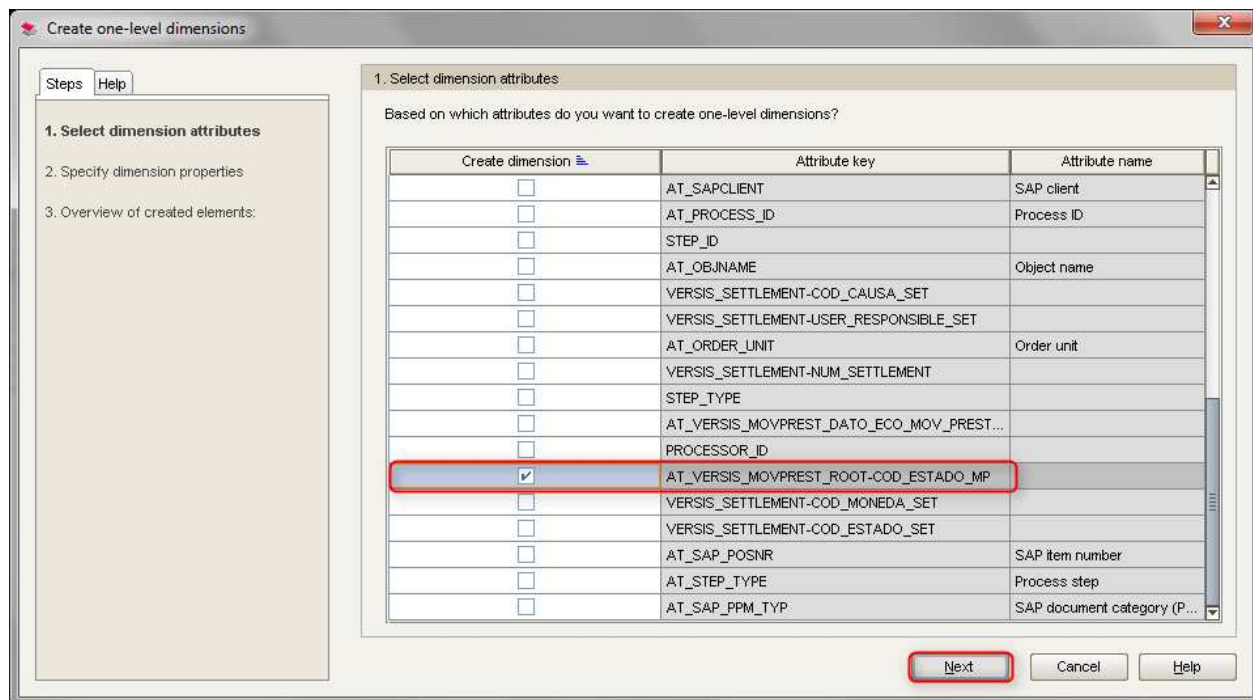 Create one-level dimensions
Steps Help
1. Select dimension attributes
2. Specify dimension properties
3. Overview of created elements:
1. Select dimension attributes
Based on which attributes do you want to create one-level dimensions?
Create dimension Attribute key Attribute name
AT_SAPCLIENT SAP client
AT_PROCESS_ID Process ID
STEP_ID
AT_OBJNAME Object name
VERSIS_SETTLEMENT-COD_CAUSA_SET
VERSIS_SETTLEMENT-USER_RESPONSIBLE_SET
AT_ORDER_UNIT Order unit
VERSIS_SETTLEMENT-NUM_SETTLEMENT
STEP_TYPE
AT_VERSIS_MOVPREST_DATO_ECO_MOV_PREST...
PROCESSOR_ID
AT_VERSIS_MOVPREST_ROOT-COD_ESTADO_MP
VERSIS_SETTLEMENT-COD_MONEDA_SET
VERSIS_SETTLEMENT-COD_ESTADO_SET
AT_SAP_POSNR SAP item number
AT_STEP_TYPE Process step
AT_SAP_PPM_TYP SAP document category (P...
Next Cancel Help